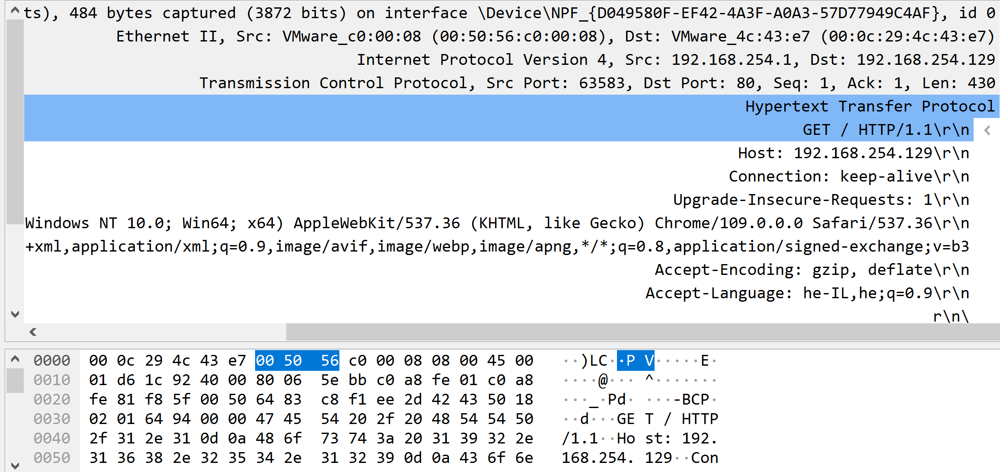 ts), 484 bytes captured (3872 bits) on interface \Device\NPF_{D049580F-EF42-4A3F-A0A3-57D77949C4AF}, id 0
Ethernet II, Src: VMware_c0:00:08 (00:50:56:c0:00:08), Dst: VMware_4c:43:e7 (00:0c:29:4c:43:e7)
Internet Protocol Version 4, Src: 192.168.254.1, Dst: 192.168.254.129
Transmission Control Protocol, Src Port: 63583, Dst Port: 80, Seq: 1, Ack: 1, Len: 430
Hypertext Transfer Protocol
GET / HTTP/1.1\r\n
Host: 192.168.254.129\r\n
Connection: keep-alive\r\n
Upgrade-Insecure-Requests: 1\r\n
Windows NT 10.0; Win64; x64) AppleWebKit/537.36 (KHTML, like Gecko) Chrome/109.0.0.0 Safari/537.36\r\n
+xml,application/xml;q=0.9,image/avif,image/webp,image/apng,*/*;q=0.8,application/signed-exchange;v=b3
Accept-Encoding: gzip, deflate\r\n
Accept-Language: he-IL,he;q=0.9\r\n
r\n\
0000 00 0c 29 4c 43 e7 00 50 56 c0 00 08 08 00 45 00 ··)LC··P V·····E·
0010 01 d6 1c 92 40 00 80 06 5e bb c0 a8 fe 01 c0 a8 ····@··· ^·······
0020 fe 81 f8 5f 00 50 64 83 c8 f1 ee 2d 42 43 50 18 ···_·Pd· ···-BCP·
0030 02 01 64 94 00 00 47 45 54 20 2f 20 48 54 54 50 ··d···GE T / HTTP
0040 2f 31 2e 31 0d 0a 48 6f 73 74 3a 20 31 39 32 2e /1.1··Ho st: 192.
0050 31 36 38 2e 32 35 34 2e 31 32 39 0d 0a 43 6f 6e 168.254. 129··Con